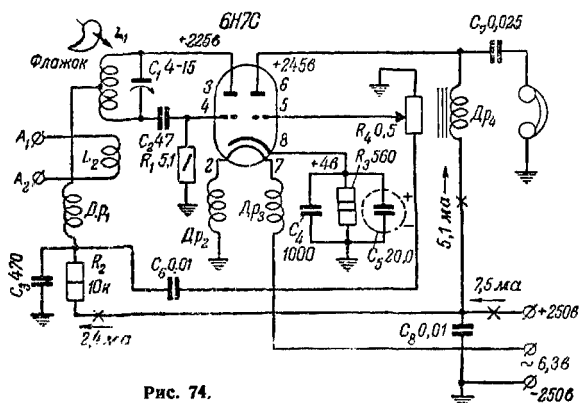 6Н7С
L₁
Флажок
+225в
+245в
C₇ 0,025
C₁ 4-15
3
6
4
5
C₂ 47
R₁ 5,1
R₄ 0,5
Др₄
A₁
L₂
A₂
8
2
7
+4в
R₃ 560
Др₁
Др₂
Др₃
C₄
1000
+
−
C₅ 20,0
5,1 ма
C₃ 470
R₂
10к
C₆ 0,01
7,5 ма
2,4 ма
C₈ 0,01
+250в
~ 6,3в
−250в
Рис. 74.